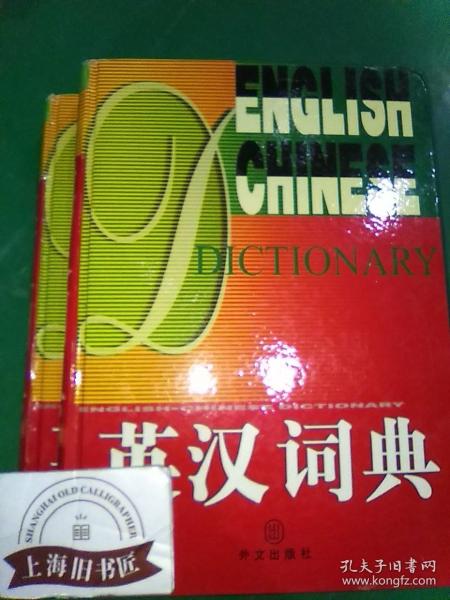 ENGLISH
CHINESE
DICTIONARY
ENGLISH-CHINESE DICTIONARY
英汉词典
外文出版社
SHANGHAI OLD CALLIGRAPHER
上海旧书匠
孔夫子旧书网
www.kongfz.com